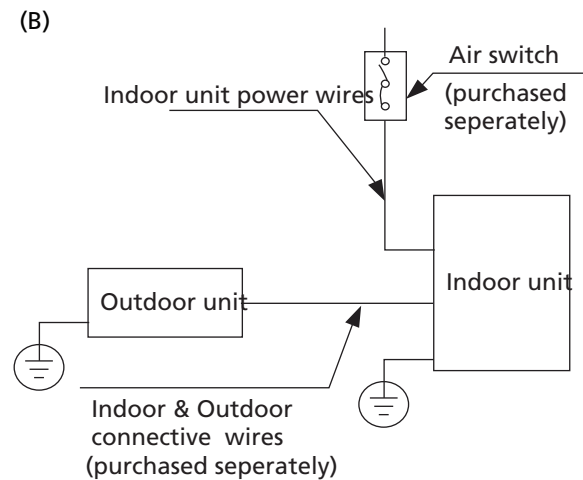 (B)
Air switch
(purchased
seperately)
Indoor unit power wires
Indoor unit
Outdoor unit
Indoor & Outdoor
connective wires
(purchased seperately)